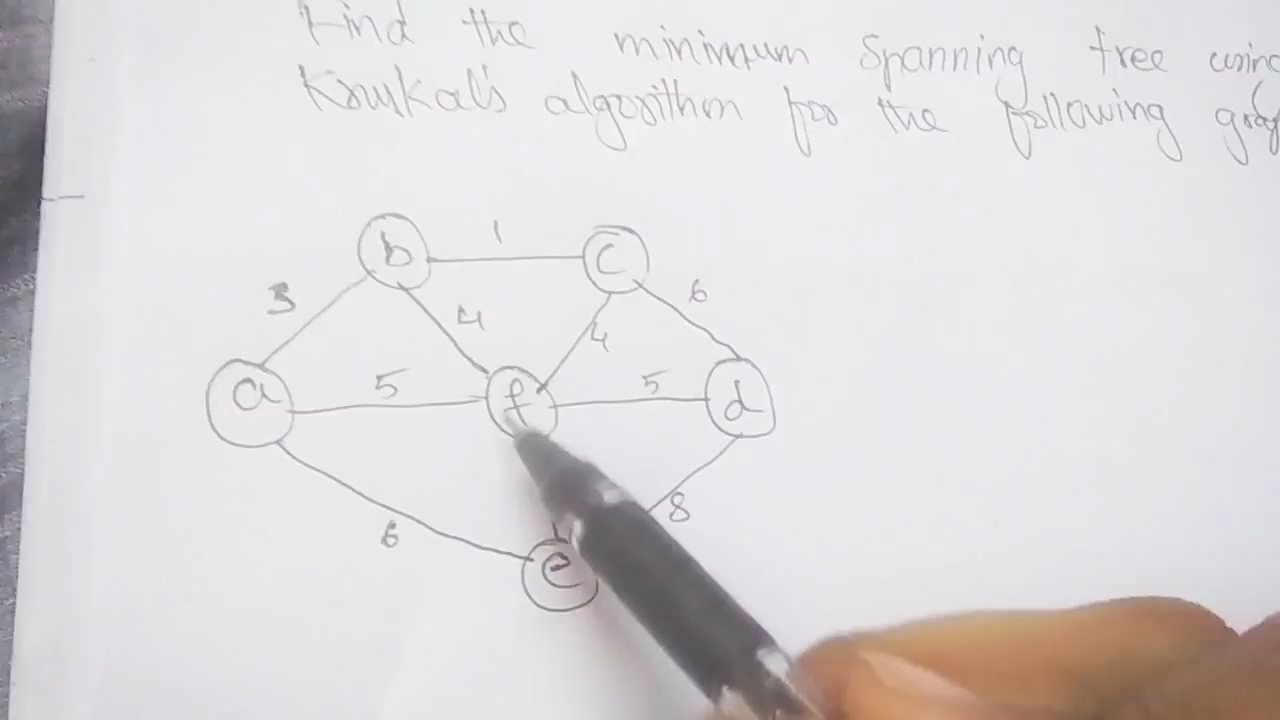 Find the minimum spanning tree using
Kruskal's algorithm for the following
b 1 c
3 4 4 6
a 5 f 5 d
6 8
e